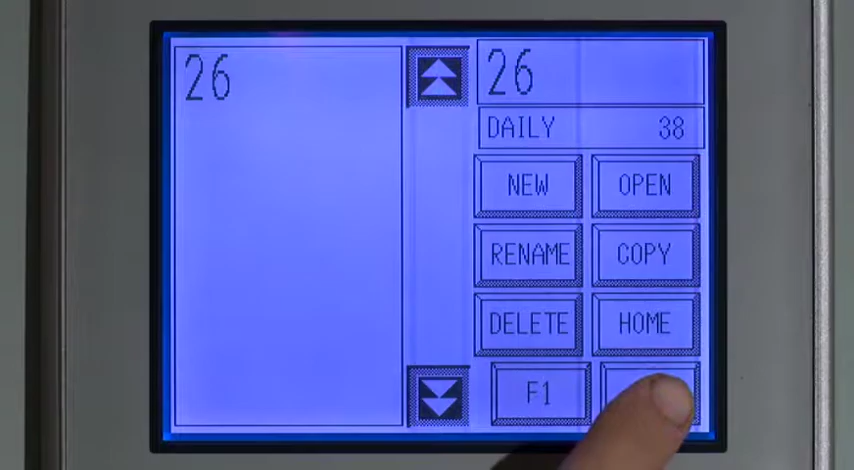 26
26
DAILY 38
NEW OPEN
RENAME COPY
DELETE HOME
F1